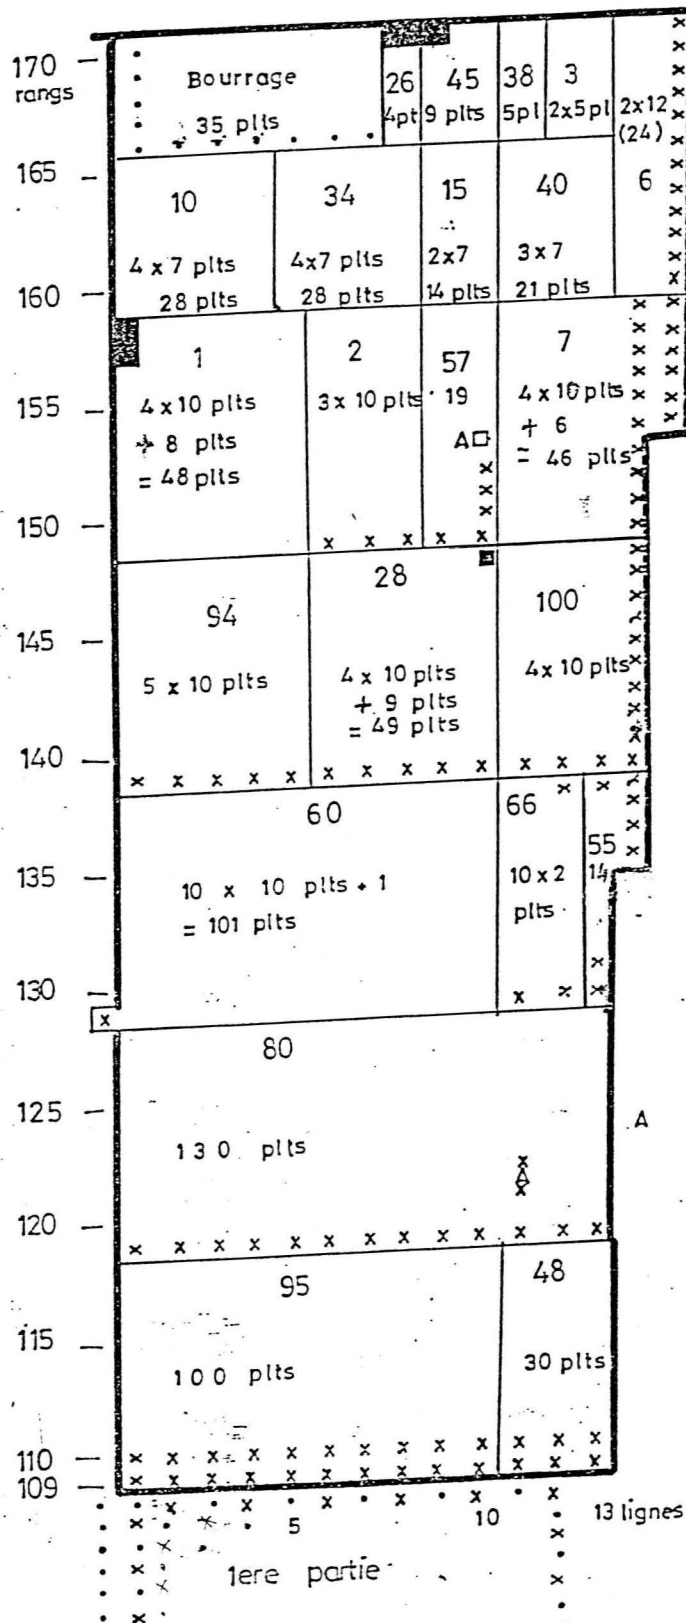 170
rangs
Bourrage
35 plts
26
4pt
45
9 plts
38
5pl
3
2x5pl
2x12
(24)
6
165
10
4 x 7 plts
28 plts
34
4x7 plts
28 plts
15
2x7
14 plts
40
3 x 7
21 plts
160
1
4 x 10 plts
+ 8 plts
= 48 plts
2
3 x 10 plts
57
19
A
7
4 x 10 plts
+ 6
= 46 plts
155
150
94
5 x 10 plts
28
4 x 10 plts
+ 9 plts
= 49 plts
100
4 x 10 plts
145
140
60
10 x 10 plts + 1
= 101 plts
66
10 x 2
plts
55
14
135
130
80
130 plts
A
125
120
95
100 plts
48
30 plts
115
110
109
5
10
13 lignes
1ere partie